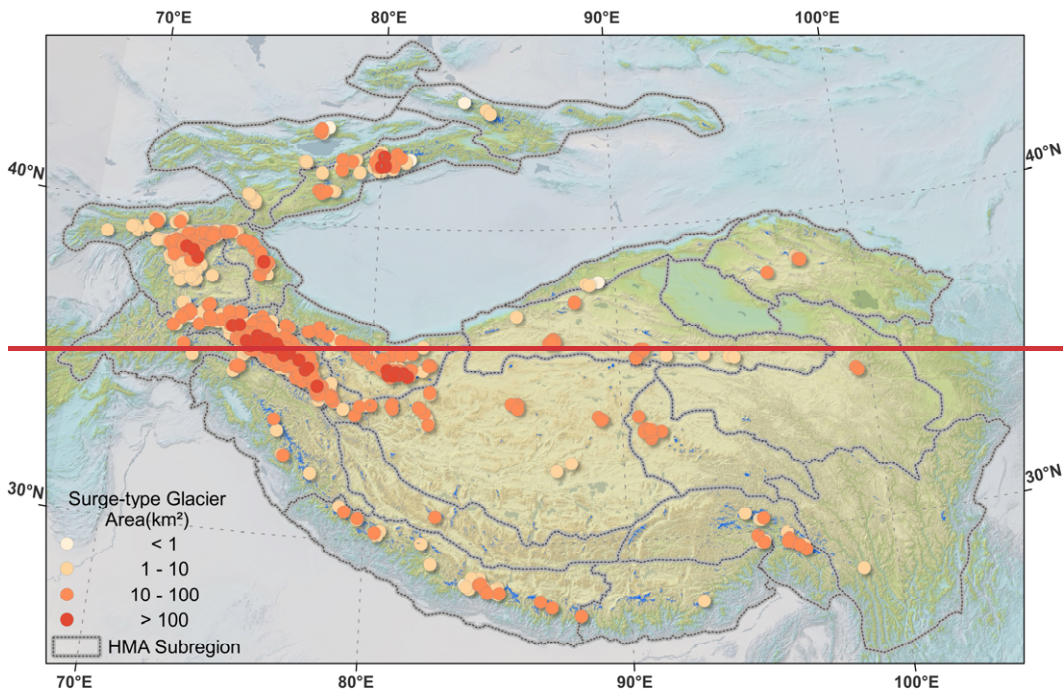 70°E 80°E 90°E 100°E
40°N 40°N
30°N 30°N
Surge-type Glacier
Area(km²)
< 1
1 - 10
10 - 100
> 100
HMA Subregion
70°E 80°E 90°E 100°E